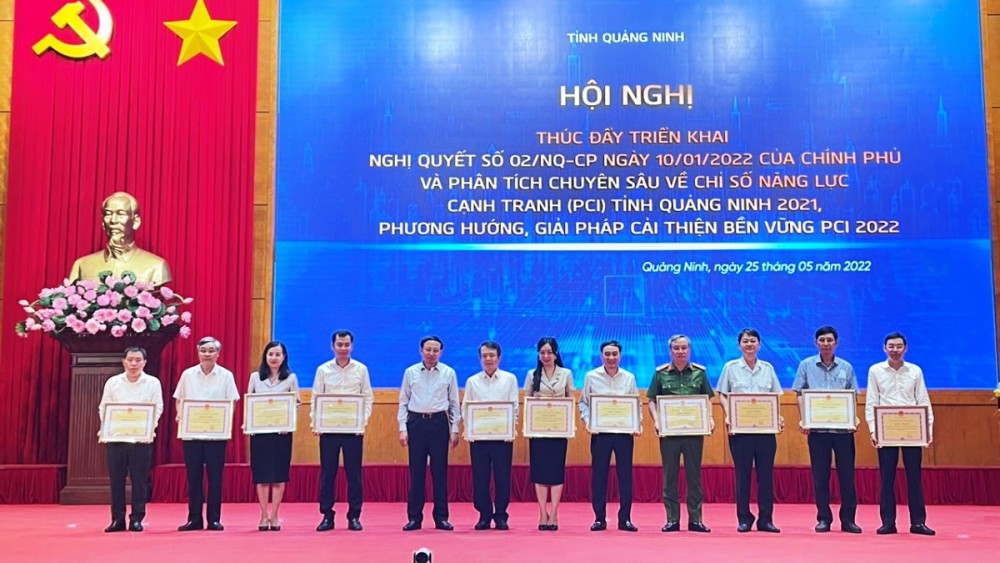 TỈNH QUẢNG NINH
HỘI NGHỊ
THÚC ĐẨY TRIỂN KHAI
NGHỊ QUYẾT SỐ 02/NQ-CP NGÀY 10/01/2022 CỦA CHÍNH PHỦ
VÀ PHÂN TÍCH CHUYÊN SÂU VỀ CHỈ SỐ NĂNG LỰC
CẠNH TRANH (PCI) TỈNH QUẢNG NINH 2021,
PHƯƠNG HƯỚNG, GIẢI PHÁP CẢI THIỆN BỀN VỮNG PCI 2022
Quảng Ninh, ngày 25 tháng 05 năm 2022